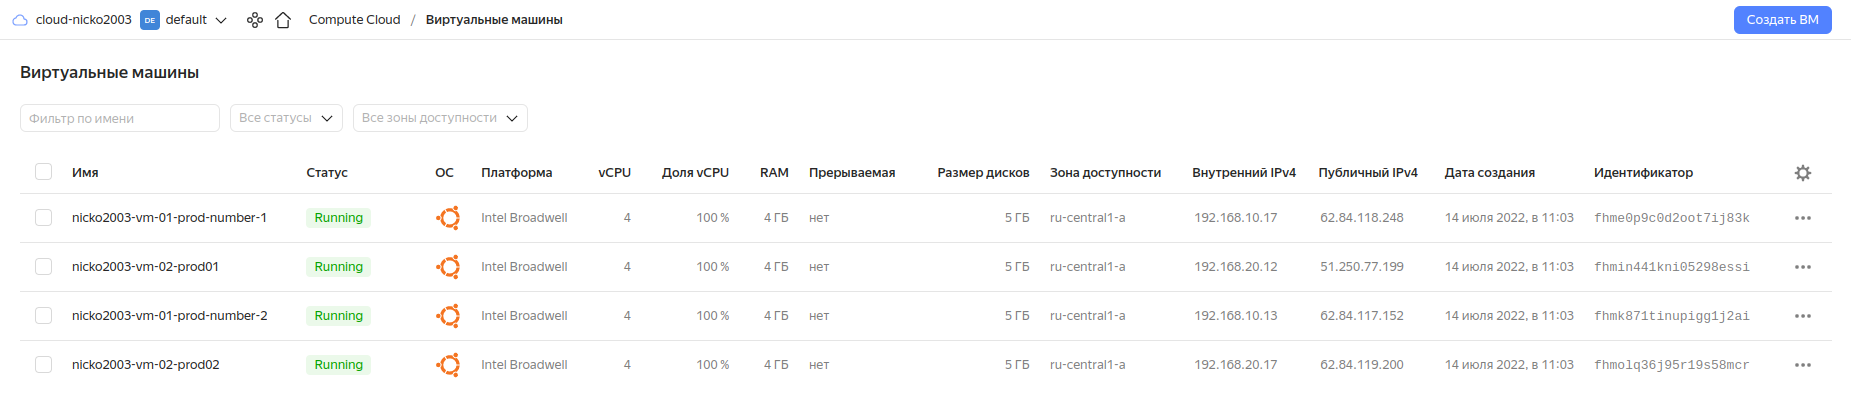 cloud-nicko2003 DE default Compute Cloud / Виртуальные машины Создать ВМ
Виртуальные машины
Фильтр по имени Все статусы Все зоны доступности
Имя Статус ОС Платформа vCPU Доля vCPU RAM Прерываемая Размер дисков Зона доступности Внутренний IPv4 Публичный IPv4 Дата создания Идентификатор
nicko2003-vm-01-prod-number-1 Running Intel Broadwell 4 100 % 4 ГБ нет 5 ГБ ru-central1-a 192.168.10.17 62.84.118.248 14 июля 2022, в 11:03 fhme0p9c0d2oot7ij83k
nicko2003-vm-02-prod01 Running Intel Broadwell 4 100 % 4 ГБ нет 5 ГБ ru-central1-a 192.168.20.12 51.250.77.199 14 июля 2022, в 11:03 fhmin441kni05298essi
nicko2003-vm-01-prod-number-2 Running Intel Broadwell 4 100 % 4 ГБ нет 5 ГБ ru-central1-a 192.168.10.13 62.84.117.152 14 июля 2022, в 11:03 fhmk871tinupigg1j2ai
nicko2003-vm-02-prod02 Running Intel Broadwell 4 100 % 4 ГБ нет 5 ГБ ru-central1-a 192.168.20.17 62.84.119.200 14 июля 2022, в 11:03 fhmolq36j95r19s58mcr